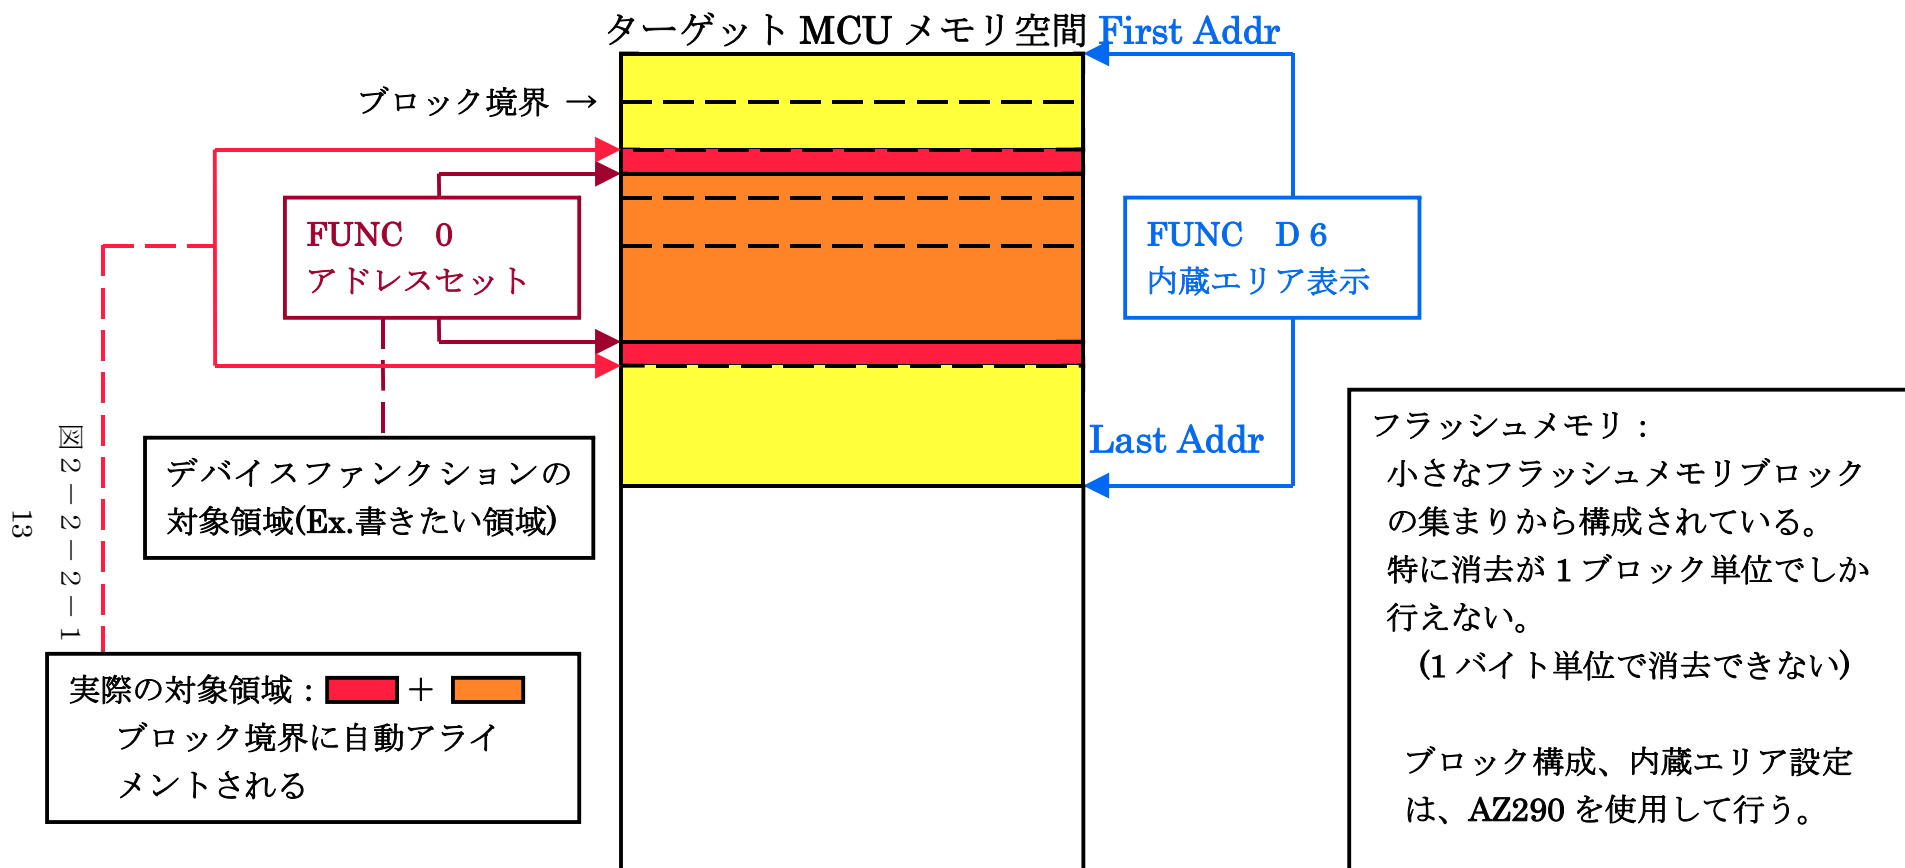 ターゲット MCU メモリ空間
First Addr
ブロック境界 →
FUNC 0
アドレスセット
FUNC D 6
内蔵エリア表示
Last Addr
デバイスファンクションの
対象領域(Ex.書きたい領域)
図2－2－2－1
13
実際の対象領域: +
ブロック境界に自動アライ
メントされる
フラッシュメモリ:
小さなフラッシュメモリブロック
の集まりから構成されている。
特に消去が 1 ブロック単位でしか
行えない。
(1 バイト単位で消去できない)
ブロック構成、内蔵エリア設定
は、AZ290 を使用して行う。